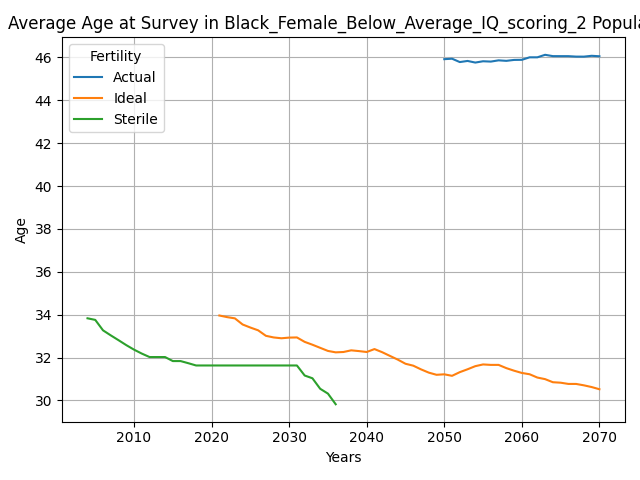 Average Age at Survey in Black_Female_Below_Average_IQ_scoring_2 Popula
Fertility
Actual
Ideal
Sterile
46
44
42
40
38
36
34
32
30
Age
2010 2020 2030 2040 2050 2060 2070
Years